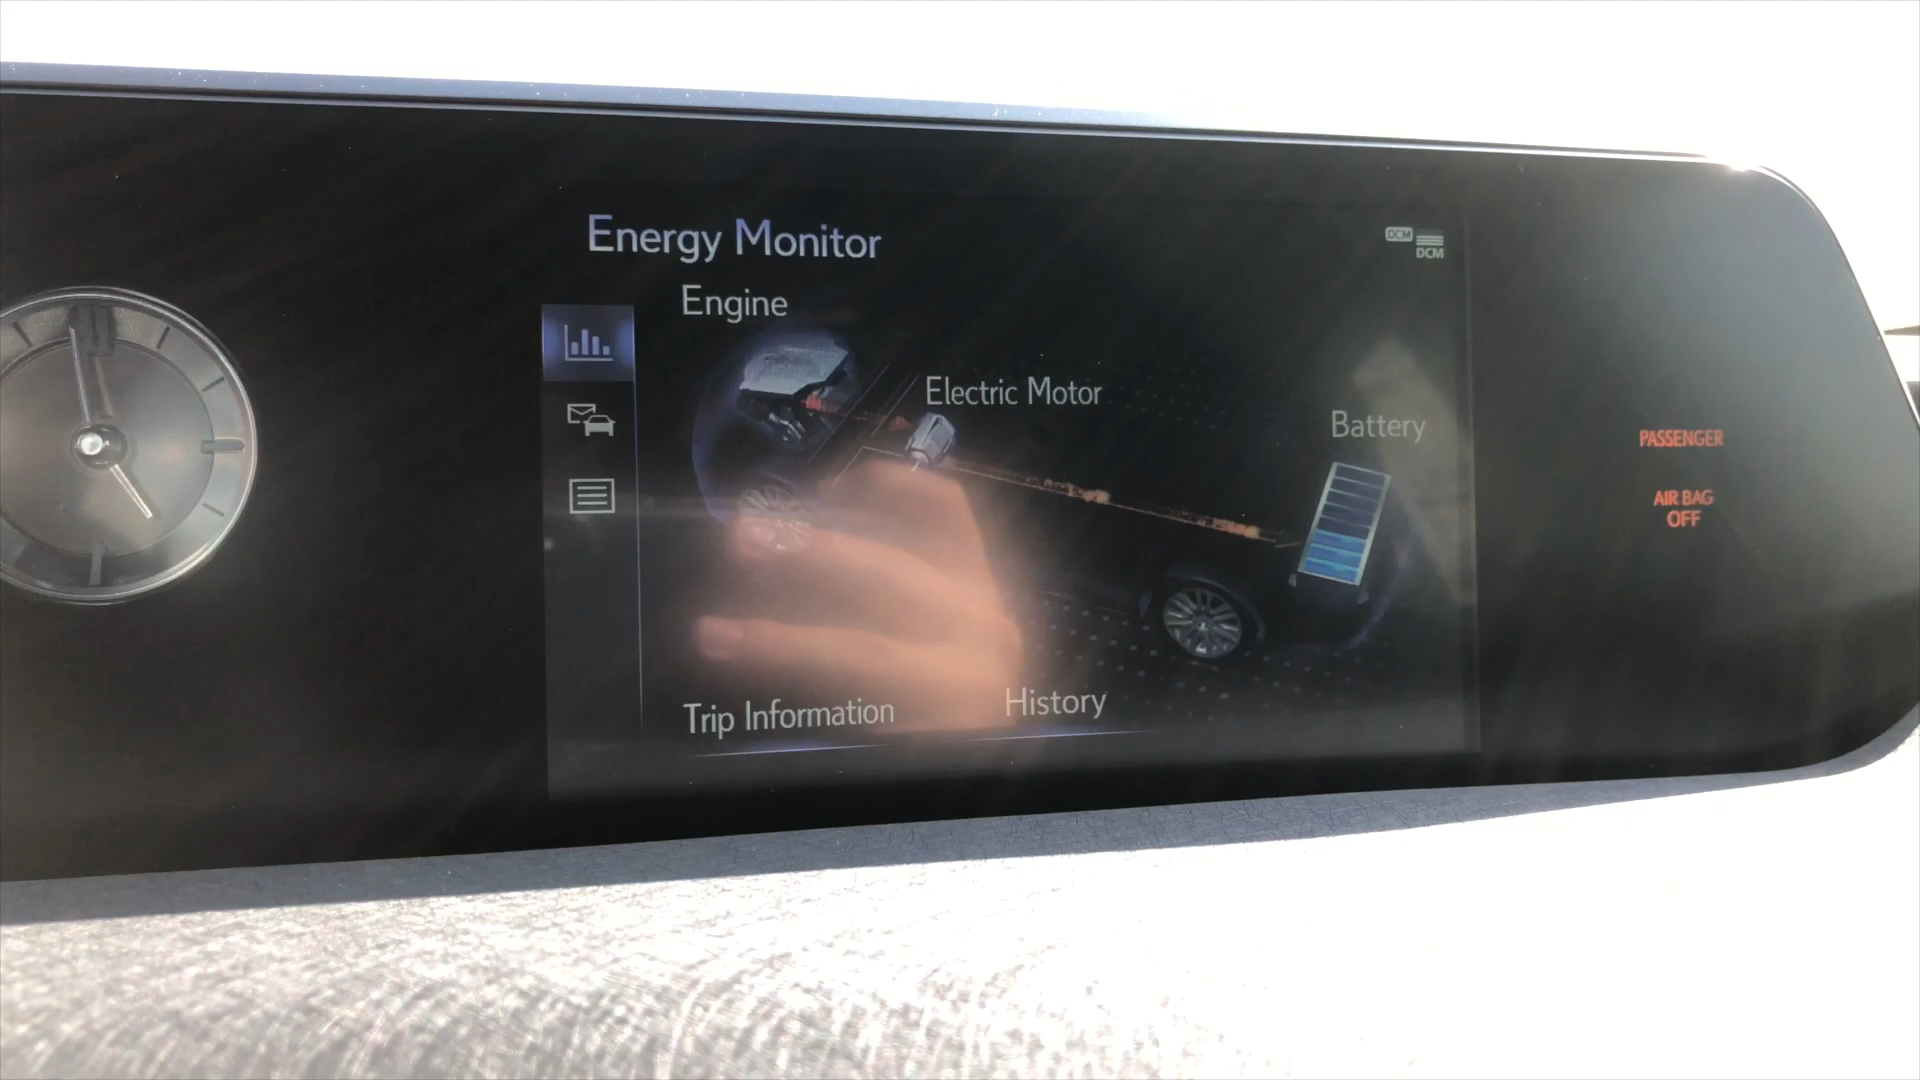 Energy Monitor
DCM
DCM
Engine
Electric Motor
Battery
PASSENGER
AIR BAG
OFF
Trip Information
History